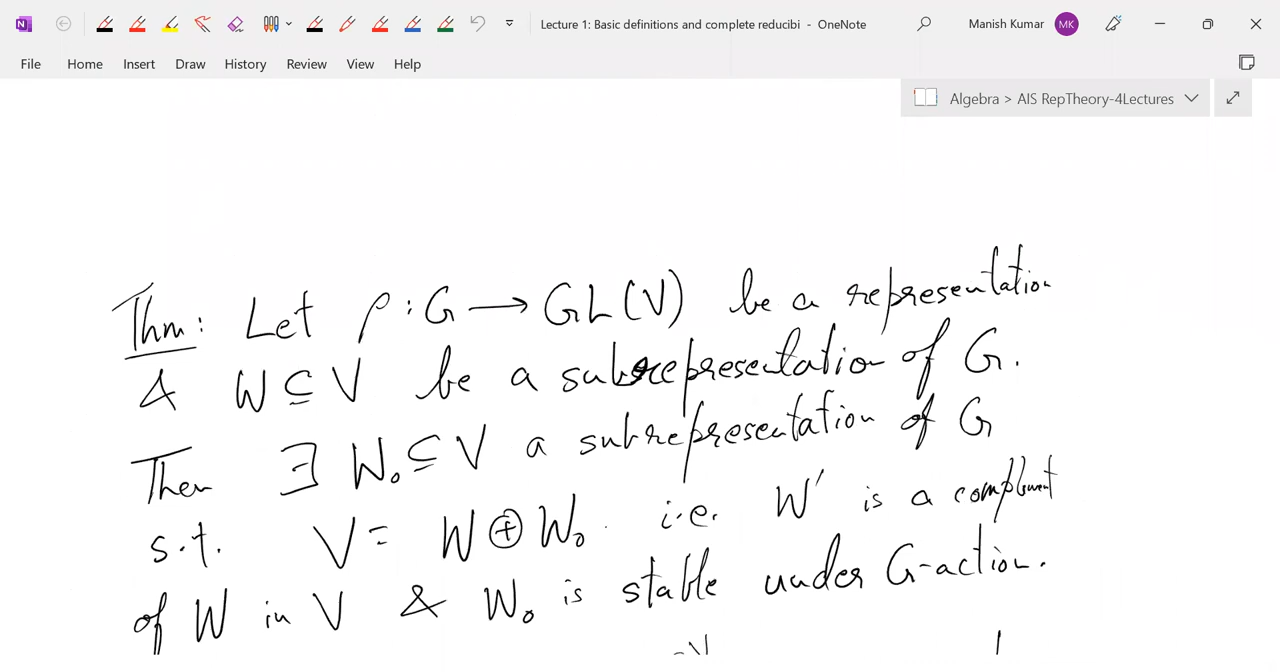 Lecture 1: Basic definitions and complete reducibi - OneNote
Manish Kumar MK
File Home Insert Draw History Review View Help
Algebra > AIS RepTheory-4Lectures
Thm: Let ρ : G → GL(V) be a representation
& W ⊆ V be a subrepresentation of G.
Then ∃ W₀ ⊆ V a subrepresentation of G
s.t. V = W ⊕ W₀. i.e. W' is a complement
of W in V & W₀ is stable under G-action.